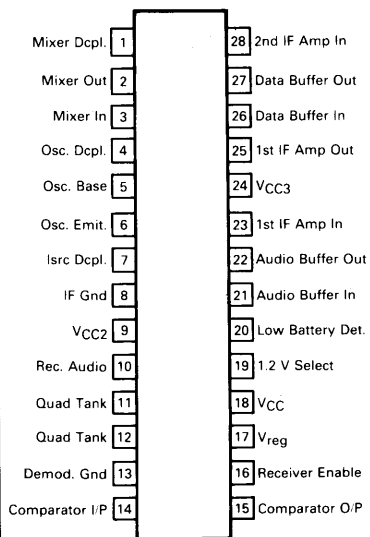 Mixer Dcpl. 1
28 2nd IF Amp In
Mixer Out 2
27 Data Buffer Out
Mixer In 3
26 Data Buffer In
Osc. Dcpl. 4
25 1st IF Amp Out
Osc. Base 5
24 VCC3
Osc. Emit. 6
23 1st IF Amp In
Isrc Dcpl. 7
22 Audio Buffer Out
IF Gnd 8
21 Audio Buffer In
VCC2 9
20 Low Battery Det.
Rec. Audio 10
19 1.2 V Select
Quad Tank 11
18 VCC
Quad Tank 12
17 Vreg
Demod. Gnd 13
16 Receiver Enable
Comparator I/P 14
15 Comparator O/P